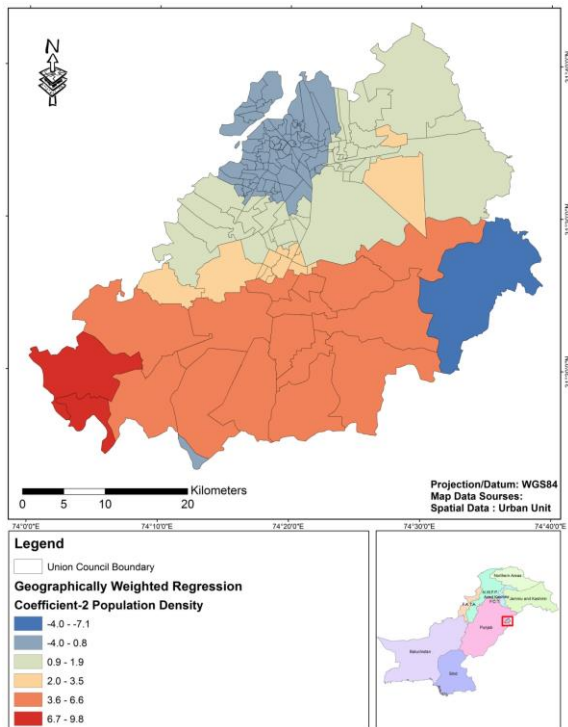 N
Kilometers
0 5 10 20
Projection/Datum: WGS84
Map Data Sourses:
Spatial Data : Urban Unit
74°0'0"E 74°10'0"E 74°20'0"E 74°30'0"E 74°40'0"E
Legend
Union Council Boundary
Geographically Weighted Regression
Coefficient-2 Population Density
-4.0 - -7.1
-4.0 - 0.8
0.9 - 1.9
2.0 - 3.5
3.6 - 6.6
6.7 - 9.8
Northern Areas
N.W.F.P.
Jammu and Kashmir
F.A.T.A.
Punjab
Baluchistan
Sind